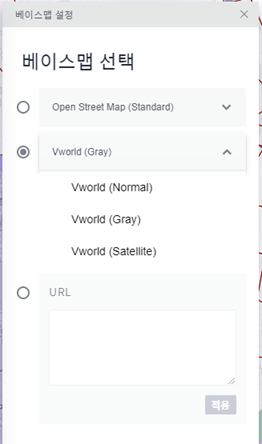 베이스맵 설정
베이스맵 선택
Open Street Map (Standard)
Vworld (Gray)
Vworld (Normal)
Vworld (Gray)
Vworld (Satellite)
URL
적용